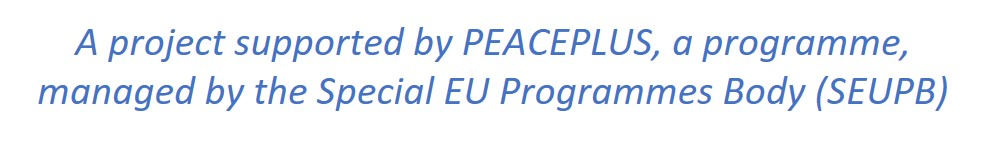 A project supported by PEACEPLUS, a programme,
managed by the Special EU Programmes Body (SEUPB)